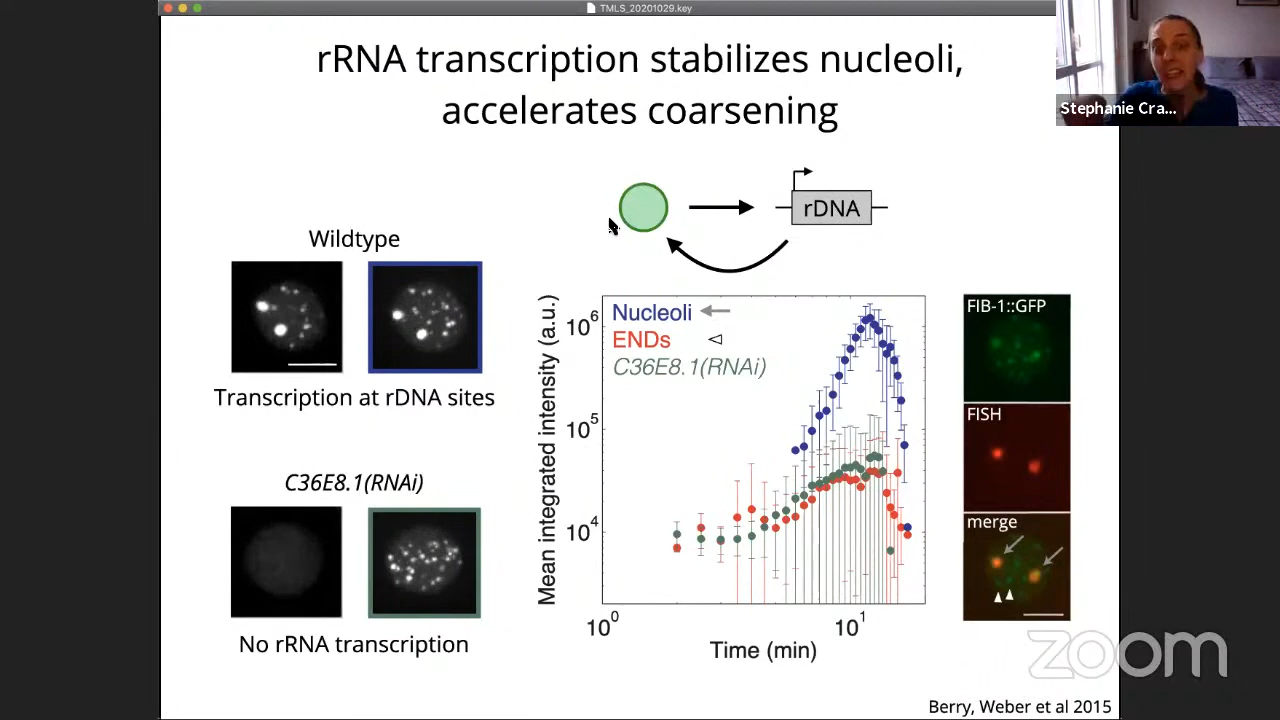 TMLS_20201029.key
rRNA transcription stabilizes nucleoli,
accelerates coarsening
Stephanie Cra...
rDNA
Wildtype
Transcription at rDNA sites
C36E8.1(RNAi)
No rRNA transcription
Mean integrated intensity (a.u.)
10⁶
10⁵
10⁴
Nucleoli
ENDs
C36E8.1(RNAi)
10⁰
10¹
Time (min)
FIB-1::GFP
FISH
merge
zoom
Berry, Weber et al 2015